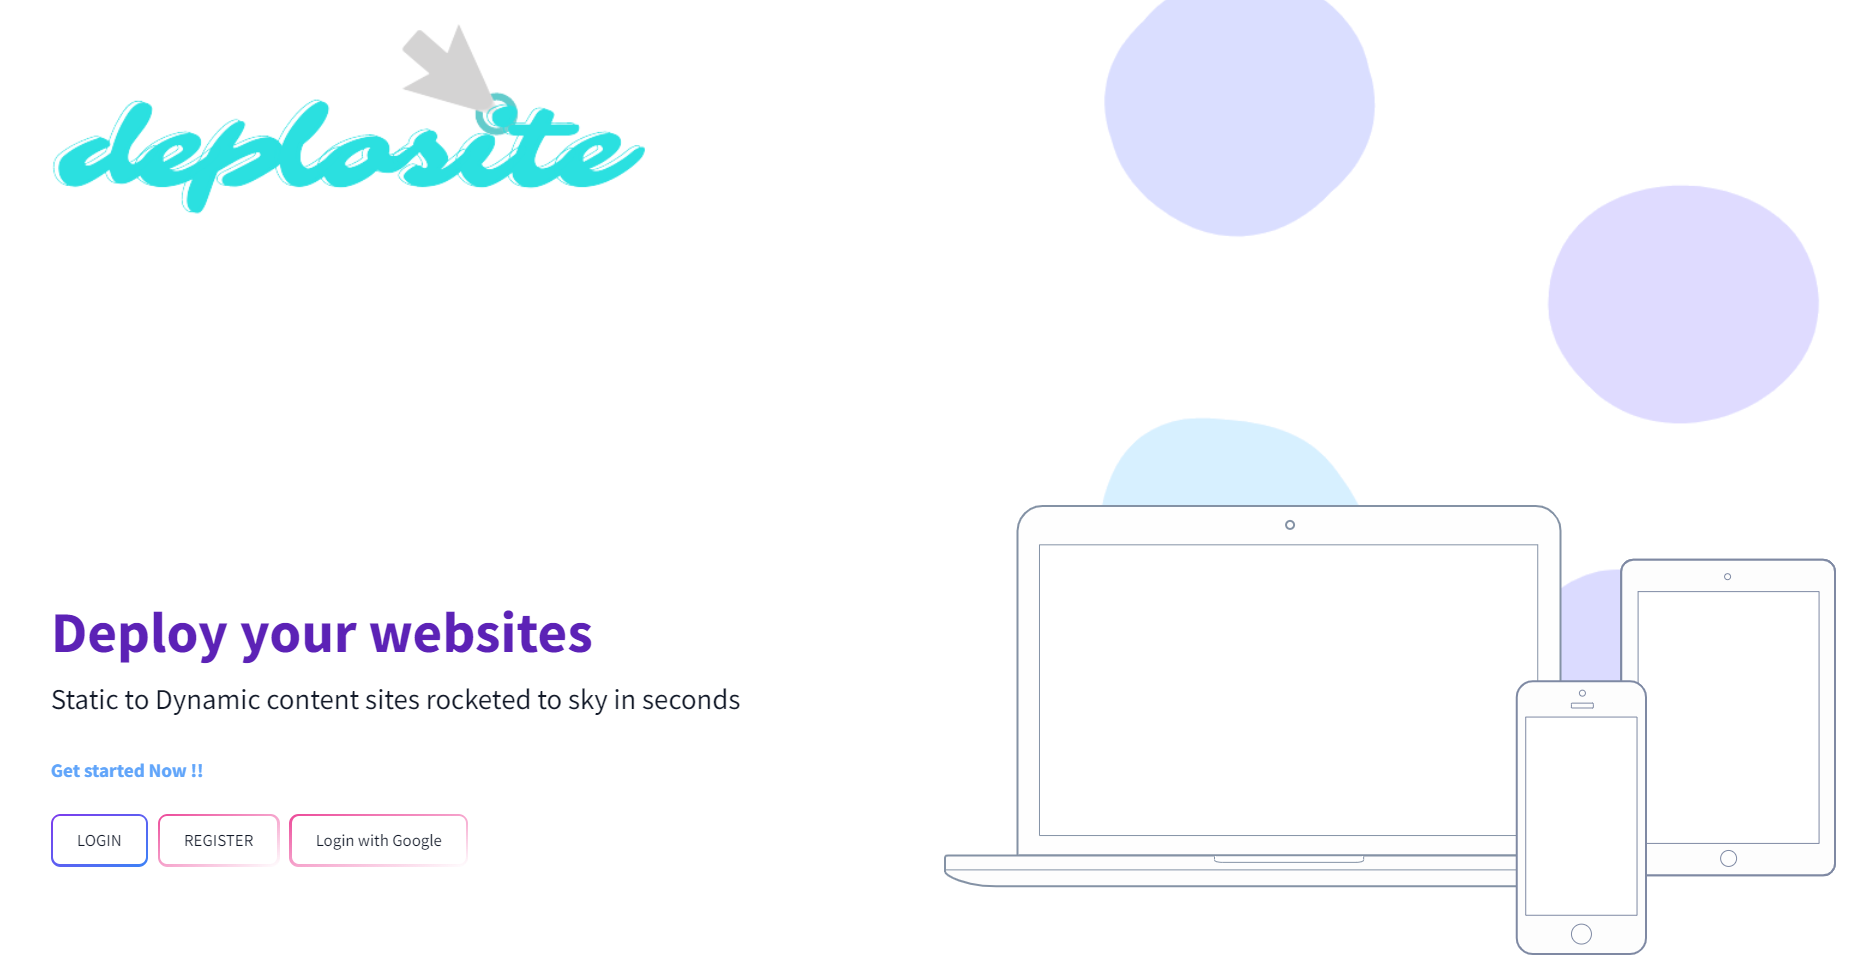 deplosite
Deploy your websites
Static to Dynamic content sites rocketed to sky in seconds
Get started Now !!
LOGIN
REGISTER
Login with Google